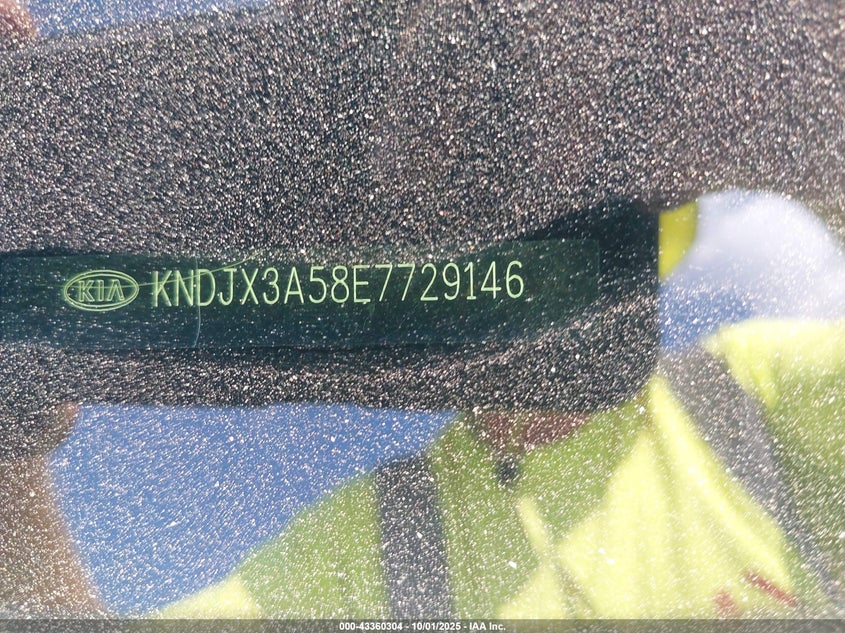 KIA KNDJX3A58E7729146
000-43360304 - 10/01/2025 - IAA Inc.